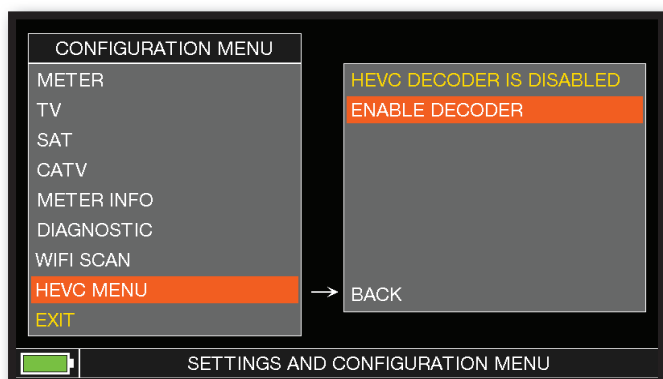 CONFIGURATION MENU
METER
TV
SAT
CATV
METER INFO
DIAGNOSTIC
WIFI SCAN
HEVC MENU
EXIT
HEVC DECODER IS DISABLED
ENABLE DECODER
BACK
SETTINGS AND CONFIGURATION MENU